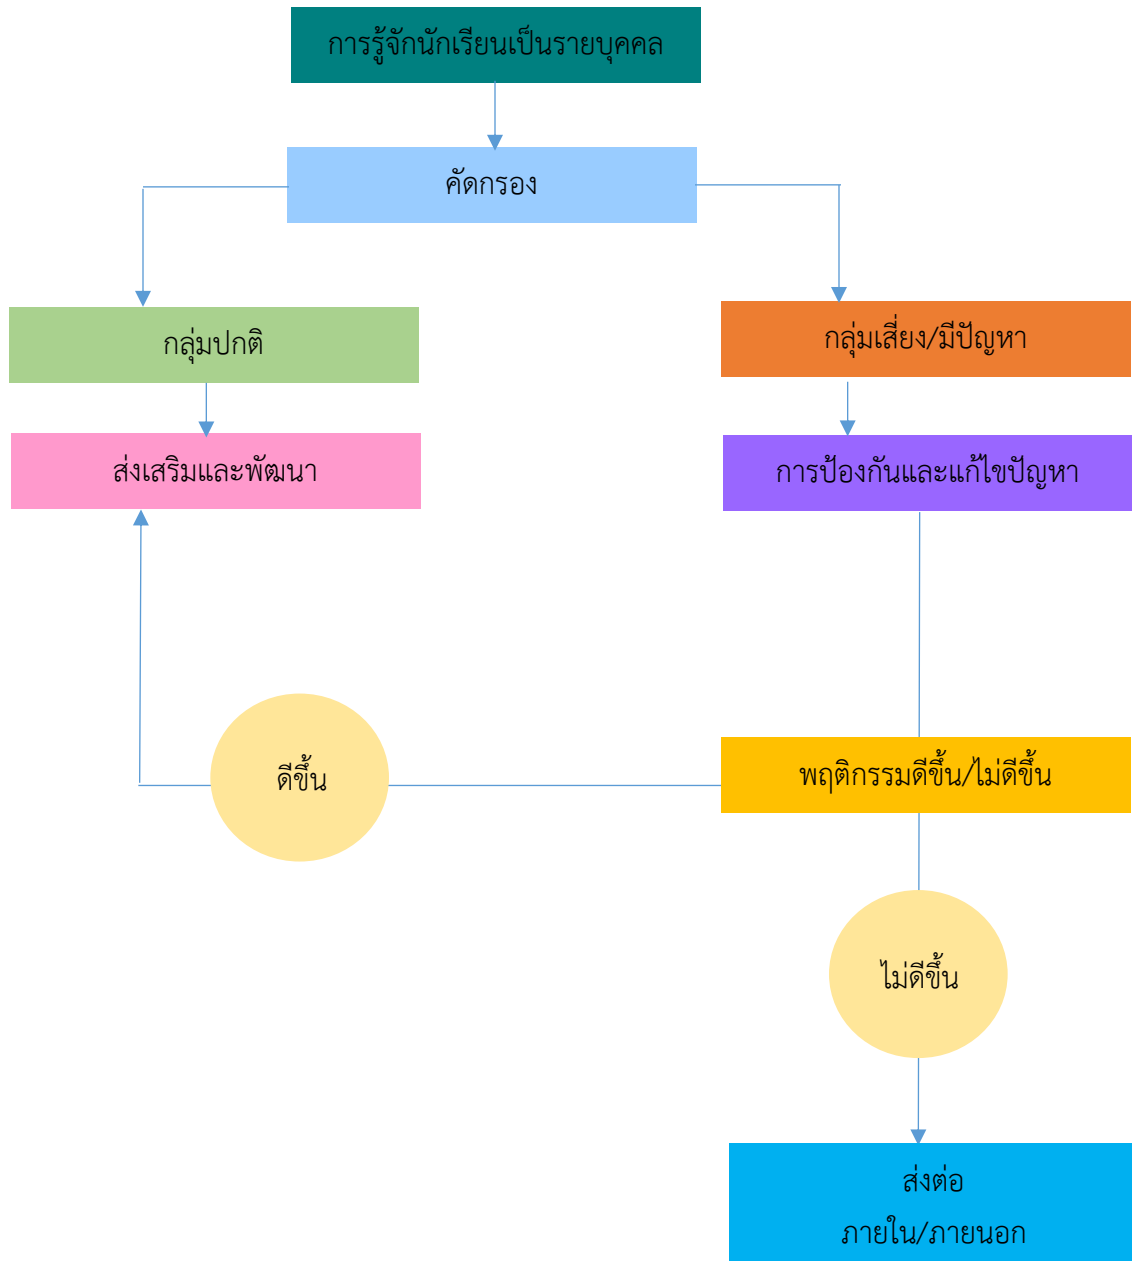 การรู้จักนักเรียนเป็นรายบุคคล
คัดกรอง
กลุ่มปกติ
กลุ่มเสี่ยง/มีปัญหา
ส่งเสริมและพัฒนา
การป้องกันและแก้ไขปัญหา
ดีขึ้น
พฤติกรรมดีขึ้น/ไม่ดีขึ้น
ไม่ดีขึ้น
ส่งต่อ
ภายใน/ภายนอก